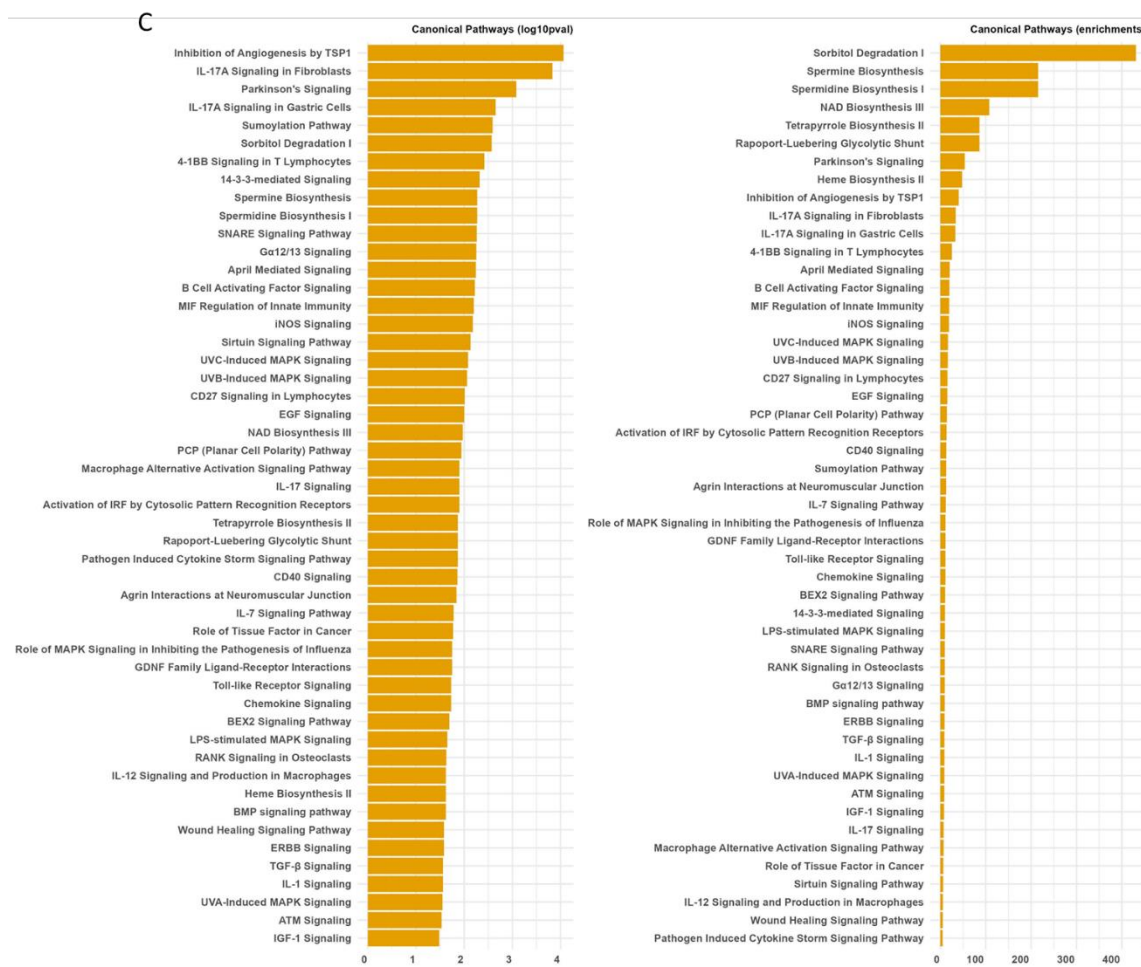 C
Canonical Pathways (log10pval)
Inhibition of Angiogenesis by TSP1
IL-17A Signaling in Fibroblasts
Parkinson's Signaling
IL-17A Signaling in Gastric Cells
Sumoylation Pathway
Sorbitol Degradation I
4-1BB Signaling in T Lymphocytes
14-3-3-mediated Signaling
Spermine Biosynthesis
Spermidine Biosynthesis I
SNARE Signaling Pathway
Gα12/13 Signaling
April Mediated Signaling
B Cell Activating Factor Signaling
MIF Regulation of Innate Immunity
iNOS Signaling
Sirtuin Signaling Pathway
UVC-Induced MAPK Signaling
UVB-Induced MAPK Signaling
CD27 Signaling in Lymphocytes
EGF Signaling
NAD Biosynthesis III
PCP (Planar Cell Polarity) Pathway
Macrophage Alternative Activation Signaling Pathway
IL-17 Signaling
Activation of IRF by Cytosolic Pattern Recognition Receptors
Tetrapyrrole Biosynthesis II
Rapoport-Luebering Glycolytic Shunt
Pathogen Induced Cytokine Storm Signaling Pathway
CD40 Signaling
Agrin Interactions at Neuromuscular Junction
IL-7 Signaling Pathway
Role of Tissue Factor in Cancer
Role of MAPK Signaling in Inhibiting the Pathogenesis of Influenza
GDNF Family Ligand-Receptor Interactions
Toll-like Receptor Signaling
Chemokine Signaling
BEX2 Signaling Pathway
LPS-stimulated MAPK Signaling
RANK Signaling in Osteoclasts
IL-12 Signaling and Production in Macrophages
Heme Biosynthesis II
BMP signaling pathway
Wound Healing Signaling Pathway
ERBB Signaling
TGF-β Signaling
IL-1 Signaling
UVA-Induced MAPK Signaling
ATM Signaling
IGF-1 Signaling
0 1 2 3 4
Canonical Pathways (enrichments
Sorbitol Degradation I
Spermine Biosynthesis
Spermidine Biosynthesis I
NAD Biosynthesis III
Tetrapyrrole Biosynthesis II
Rapoport-Luebering Glycolytic Shunt
Parkinson's Signaling
Heme Biosynthesis II
Inhibition of Angiogenesis by TSP1
IL-17A Signaling in Fibroblasts
IL-17A Signaling in Gastric Cells
4-1BB Signaling in T Lymphocytes
April Mediated Signaling
B Cell Activating Factor Signaling
MIF Regulation of Innate Immunity
iNOS Signaling
UVC-Induced MAPK Signaling
UVB-Induced MAPK Signaling
CD27 Signaling in Lymphocytes
EGF Signaling
PCP (Planar Cell Polarity) Pathway
Activation of IRF by Cytosolic Pattern Recognition Receptors
CD40 Signaling
Sumoylation Pathway
Agrin Interactions at Neuromuscular Junction
IL-7 Signaling Pathway
Role of MAPK Signaling in Inhibiting the Pathogenesis of Influenza
GDNF Family Ligand-Receptor Interactions
Toll-like Receptor Signaling
Chemokine Signaling
BEX2 Signaling Pathway
14-3-3-mediated Signaling
LPS-stimulated MAPK Signaling
SNARE Signaling Pathway
RANK Signaling in Osteoclasts
Gα12/13 Signaling
BMP signaling pathway
ERBB Signaling
TGF-β Signaling
IL-1 Signaling
UVA-Induced MAPK Signaling
ATM Signaling
IGF-1 Signaling
IL-17 Signaling
Macrophage Alternative Activation Signaling Pathway
Role of Tissue Factor in Cancer
Sirtuin Signaling Pathway
IL-12 Signaling and Production in Macrophages
Wound Healing Signaling Pathway
Pathogen Induced Cytokine Storm Signaling Pathway
0 100 200 300 400